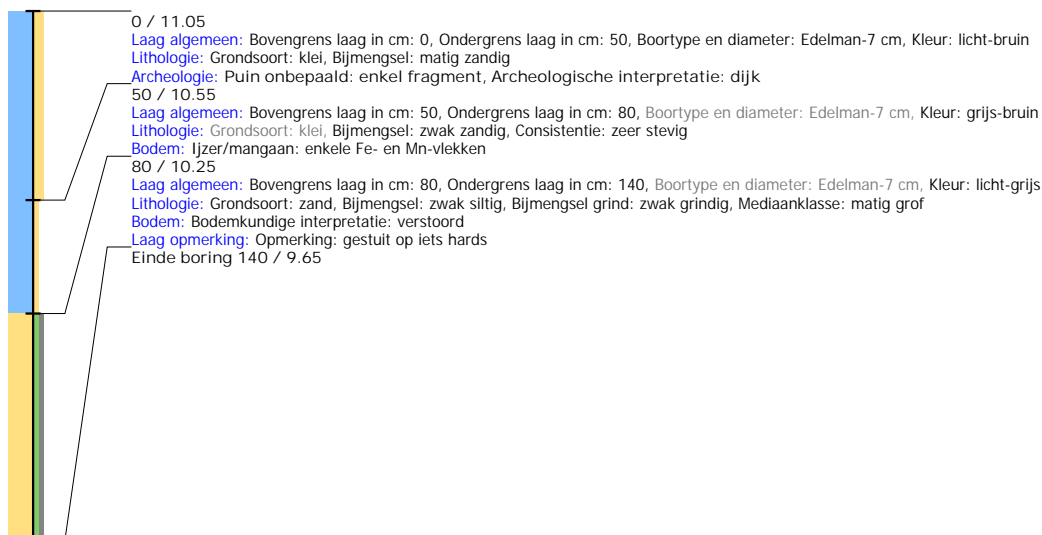 0 / 11.05
Laag algemeen: Bovengrens laag in cm: 0, Ondergrens laag in cm: 50, Boortype en diameter: Edelman-7 cm, Kleur: licht-bruin
Lithologie: Grondsoort: klei, Bijmengsel: matig zandig
Archeologie: Puin onbepaald: enkel fragment, Archeologische interpretatie: dijk
50 / 10.55
Laag algemeen: Bovengrens laag in cm: 50, Ondergrens laag in cm: 80, Boortype en diameter: Edelman-7 cm, Kleur: grijs-bruin
Lithologie: Grondsoort: klei, Bijmengsel: zwak zandig, Consistentie: zeer stevig
Bodem: Ijzer/mangaan: enkele Fe- en Mn-vlekken
80 / 10.25
Laag algemeen: Bovengrens laag in cm: 80, Ondergrens laag in cm: 140, Boortype en diameter: Edelman-7 cm, Kleur: licht-grijs
Lithologie: Grondsoort: zand, Bijmengsel: zwak siltig, Bijmengsel grind: zwak grindig, Mediaanklasse: matig grof
Bodem: Bodemkundige interpretatie: verstoord
Laag opmerking: Opmerking: gestuit op iets hards
Einde boring 140 / 9.65